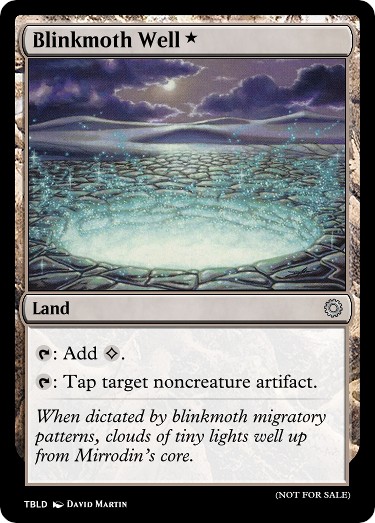 Blinkmoth Well ★
Land
: Add .
: Tap target noncreature artifact.
When dictated by blinkmoth migratory
patterns, clouds of tiny lights well up
from Mirrodin's core.
(NOT FOR SALE)
TBLD David Martin